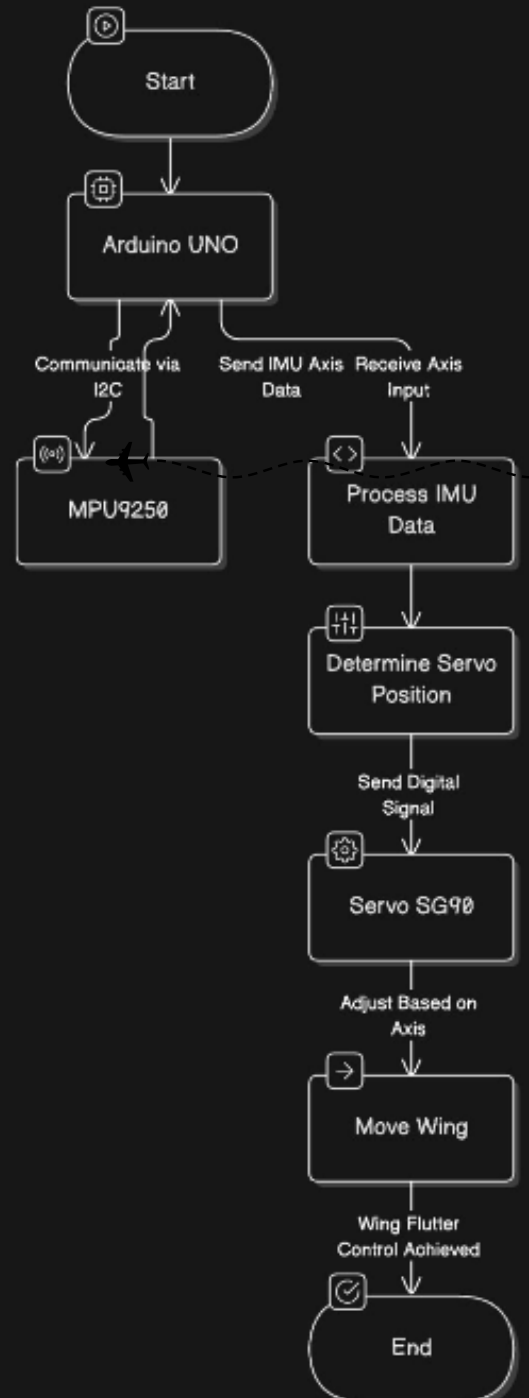 Start
Arduino UNO
Communicate via
I2C
Send IMU Axis
Data
Receive Axis
Input
MPU9250
Process IMU
Data
Determine Servo
Position
Send Digital
Signal
Servo SG90
Adjust Based on
Axis
Move Wing
Wing Flutter
Control Achieved
End